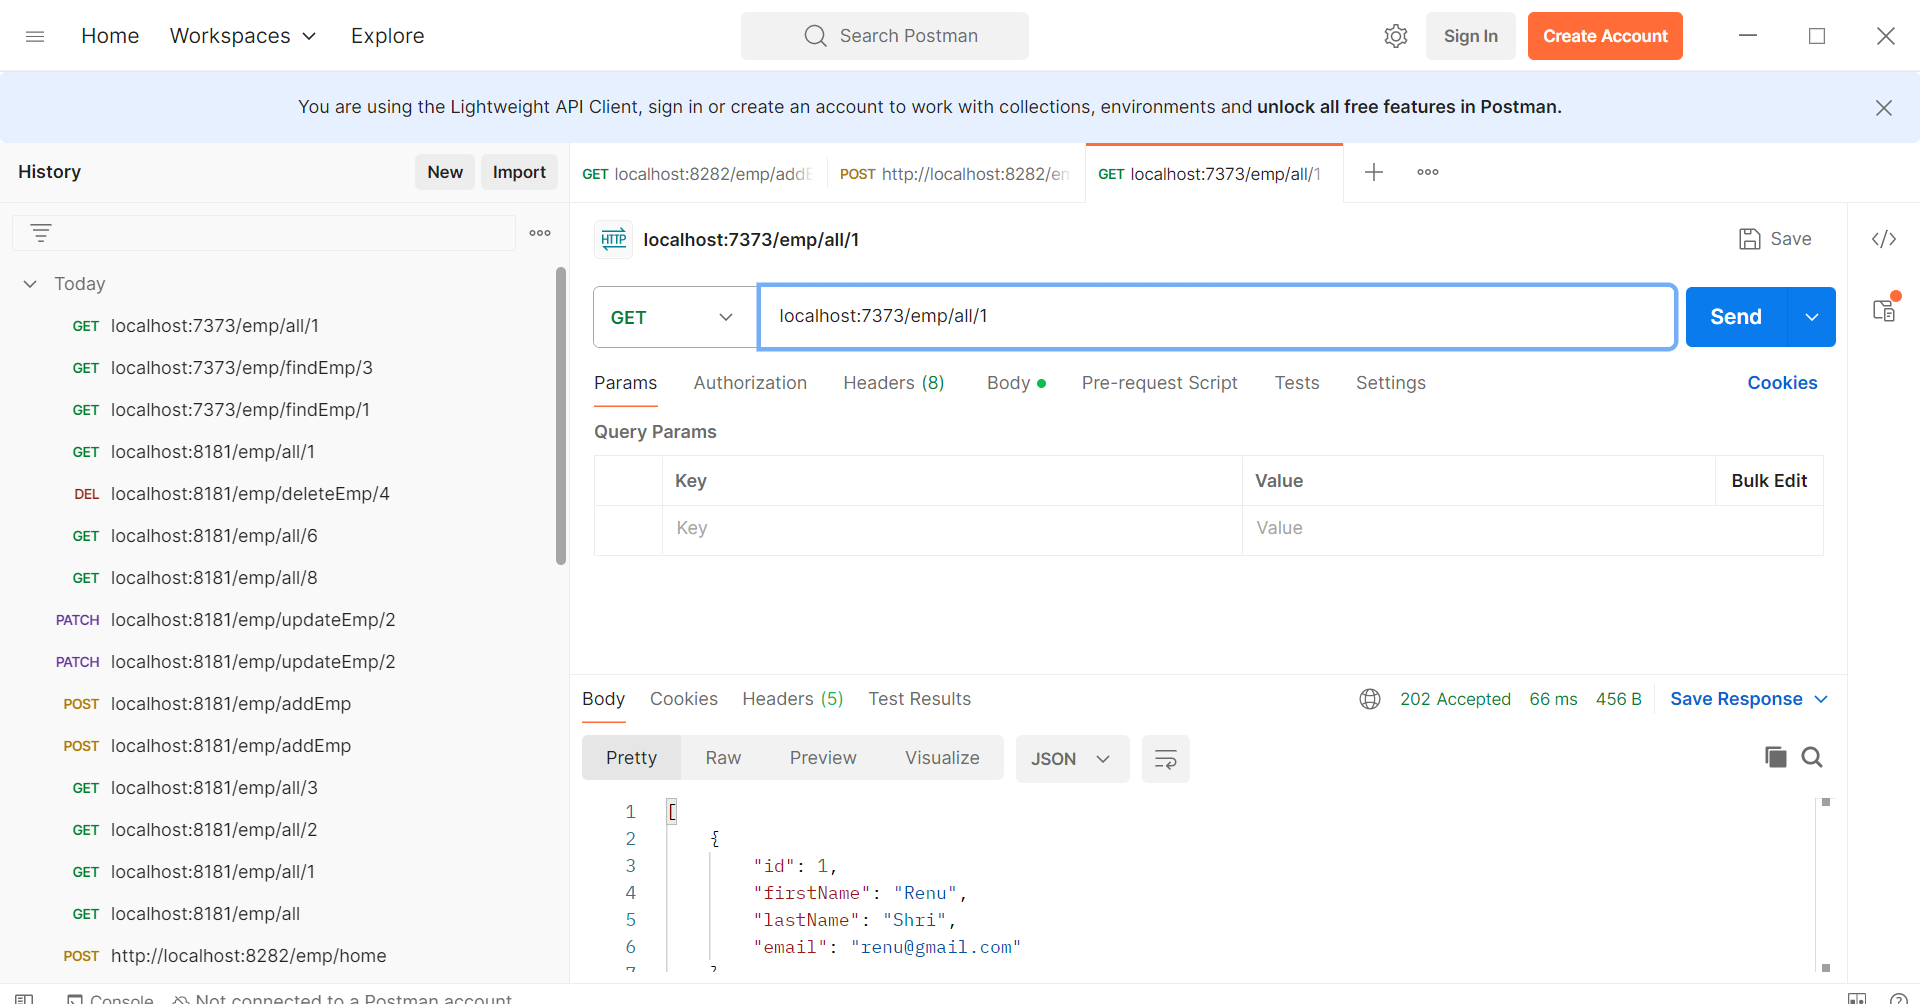 Home Workspaces Explore Search Postman Sign In Create Account
You are using the Lightweight API Client, sign in or create an account to work with collections, environments and unlock all free features in Postman.
History New Import
Today
GET localhost:7373/emp/all/1
GET localhost:7373/emp/findEmp/3
GET localhost:7373/emp/findEmp/1
GET localhost:8181/emp/all/1
DEL localhost:8181/emp/deleteEmp/4
GET localhost:8181/emp/all/6
GET localhost:8181/emp/all/8
PATCH localhost:8181/emp/updateEmp/2
PATCH localhost:8181/emp/updateEmp/2
POST localhost:8181/emp/addEmp
POST localhost:8181/emp/addEmp
GET localhost:8181/emp/all/3
GET localhost:8181/emp/all/2
GET localhost:8181/emp/all/1
GET localhost:8181/emp/all
POST http://localhost:8282/emp/home
GET localhost:8282/emp/addE POST http://localhost:8282/em GET localhost:7373/emp/all/1
HTTP localhost:7373/emp/all/1 Save
GET localhost:7373/emp/all/1 Send
Params Authorization Headers (8) Body Pre-request Script Tests Settings Cookies
Query Params
Key Value Bulk Edit
Key Value
Body Cookies Headers (5) Test Results 202 Accepted 66 ms 456 B Save Response
Pretty Raw Preview Visualize JSON
1 [
2 {
3 "id": 1,
4 "firstName": "Renu",
5 "lastName": "Shri",
6 "email": "renu@gmail.com"
7 }
Console Not connected to a Postman account